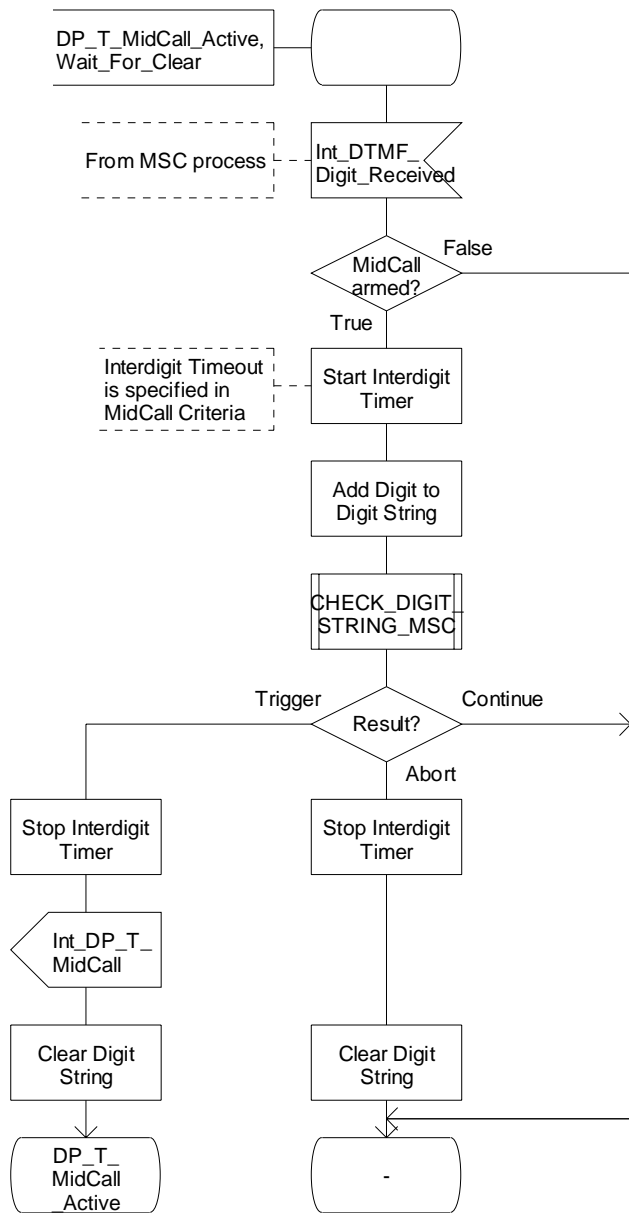 DP_T_MidCall_Active,
Wait_For_Clear
From MSC process
Int_DTMF_
Digit_Received
MidCall
armed?
False
True
Interdigit Timeout
is specified in
MidCall Criteria
Start Interdigit
Timer
Add Digit to
Digit String
CHECK_DIGIT_
STRING_MSC
Trigger
Result?
Continue
Abort
Stop Interdigit
Timer
Stop Interdigit
Timer
Int_DP_T_
MidCall
Clear Digit
String
Clear Digit
String
DP_T_
MidCall
_Active
-